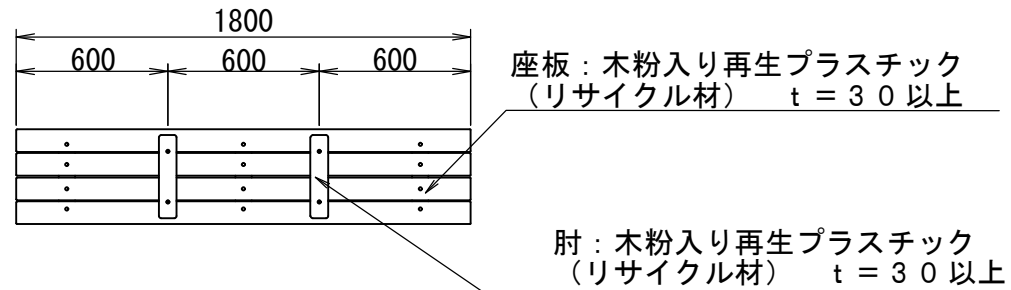 1800
600 600 600
座板：木粉入り再生プラスチック
（リサイクル材） ｔ＝３０以上
肘：木粉入り再生プラスチック
（リサイクル材） ｔ＝３０以上